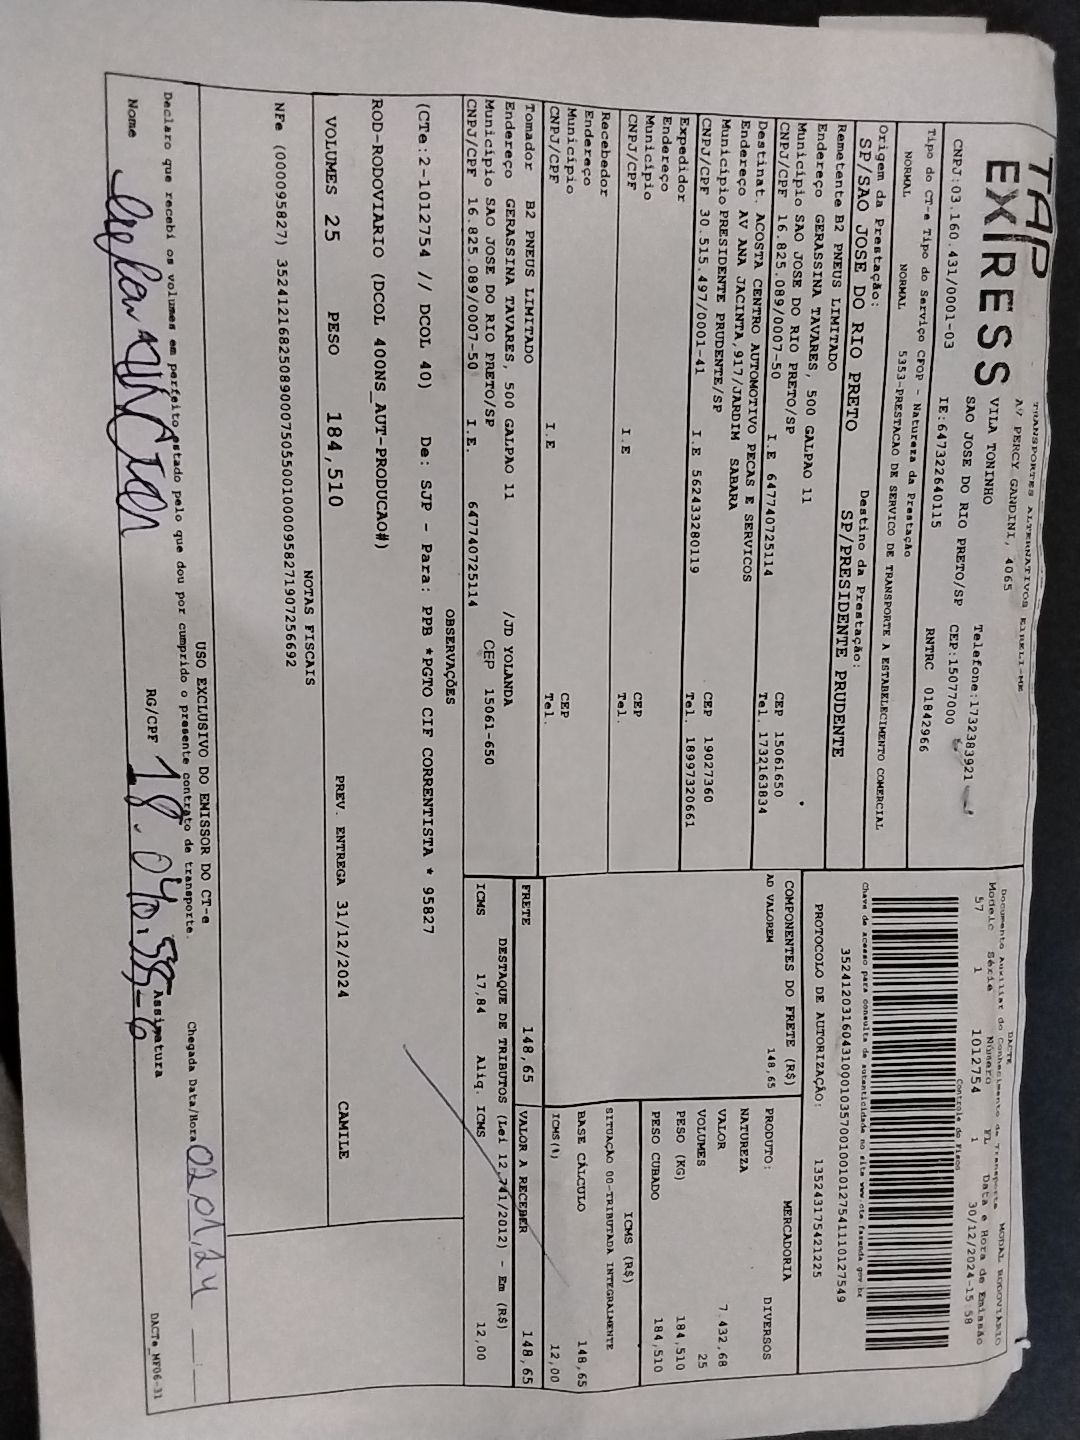 TAP
EXPRESS
TRANSPORTES ALTERNATIVOS EIRELI-ME
AV PERCY GANDINI, 4065
VILA TONINHO
Telefone:1732383921
SAO JOSE DO RIO PRETO/SP CEP:15077000
CNPJ:03.160.431/0001-03 IE:647322640115 RNTRC 01842966
DACTE
Documento Auxiliar do Conhecimento de Transporte MODAL RODOVIÁRIO
Modelo Série Número FL Data e Hora de Emissão
57 1 1012754 1 30/12/2024-15:58
Controle do Fisco
Chave de acesso para consulta de autenticidade no site www.cte.fazenda.gov.br
35241203160431000103570010010127541110127549
PROTOCOLO DE AUTORIZAÇÃO: 135243175421225
Tipo do CT-e Tipo do Serviço CFOP - Natureza da Prestação
NORMAL NORMAL 5353-PRESTACAO DE SERVICO DE TRANSPORTE A ESTABELECIMENTO COMERCIAL
Origem da Prestação: Destino da Prestação:
SP/SAO JOSE DO RIO PRETO SP/PRESIDENTE PRUDENTE
Remetente B2 PNEUS LIMITADO
Endereço GERASSINA TAVARES, 500 GALPAO 11
Município SAO JOSE DO RIO PRETO/SP CEP 15061650
CNPJ/CPF 16.825.089/0007-50 I.E 647740725114 Tel. 1732163834
Destinat. ACOSTA CENTRO AUTOMOTIVO PECAS E SERVICOS
Endereço AV ANA JACINTA,917/JARDIM SABARA
Município PRESIDENTE PRUDENTE/SP CEP 19027360
CNPJ/CPF 30.515.497/0001-41 I.E 562433280119 Tel. 18997320661
Expedidor
Endereço
Município CEP
CNPJ/CPF I.E Tel.
Recebedor
Endereço
Município CEP
CNPJ/CPF I.E Tel.
Tomador B2 PNEUS LIMITADO
Endereço GERASSINA TAVARES, 500 GALPAO 11 /JD YOLANDA
Município SAO JOSE DO RIO PRETO/SP CEP 15061-650
CNPJ/CPF 16.825.089/0007-50 I.E. 647740725114
COMPONENTES DO FRETE (R$)
AD VALOREM 148,65
MERCADORIA
PRODUTO: DIVERSOS
NATUREZA
VALOR 7.432,68
VOLUMES 25
PESO (KG) 184,510
PESO CUBADO 184,510
ICMS (R$)
SITUAÇÃO 00-TRIBUTADA INTEGRALMENTE
BASE CÁLCULO 148,65
ICMS(%) 12,00
FRETE 148,65 VALOR A RECEBER 148,65
DESTAQUE DE TRIBUTOS (Lei 12.741/2012) - Em (R$)
ICMS 17,84 Aliq. ICMS 12,00
OBSERVAÇÕES
(CTe:2-1012754 // DCOL 40) De: SJP - Para: PPB *PGTO CIF CORRENTISTA * 95827
ROD-RODOVIARIO (DCOL 400NS_AUT-PRODUCAO#)
VOLUMES 25 PESO 184,510 PREV. ENTREGA 31/12/2024 CAMILE
NOTAS FISCAIS
NFe (000095827) 35241216825089000750550010000958271907256692
USO EXCLUSIVO DO EMISSOR DO CT-e
Declaro que recebi os volumes em perfeito estado pelo que dou por cumprido o presente contrato de transporte.
Chegada Data/Hora 02.01.24
Nome RG/CPF 18.040.58 -6 Assinatura
DACTe_MF06-31